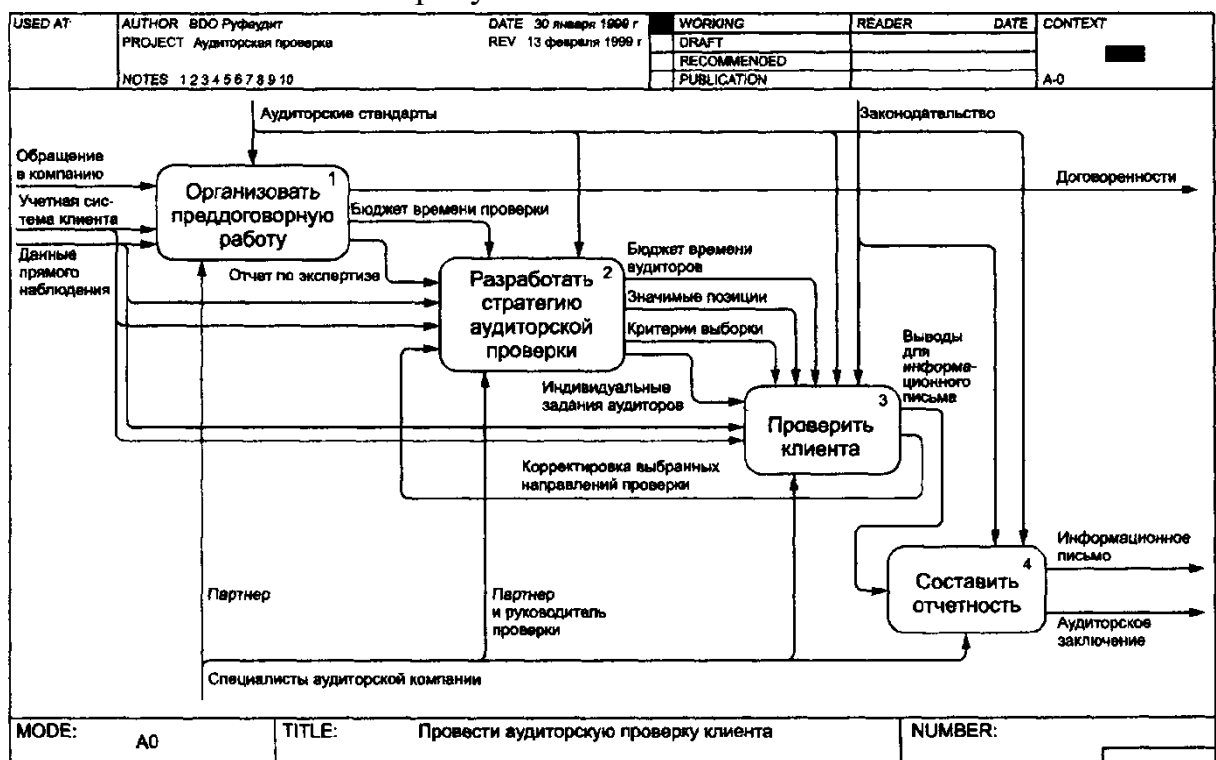 USED AT:
AUTHOR BDO Руфаудит
DATE 30 января 1999 г
WORKING
READER
DATE
CONTEXT
PROJECT Аудиторская проверка
REV 13 февраля 1999 г
DRAFT
RECOMMENDED
NOTES 1 2 3 4 5 6 7 8 9 10
PUBLICATION
A-0
Аудиторские стандарты
Законодательство
Обращение
в компанию
Учетная сис-
тема клиента
Данные
прямого
наблюдения
1
Организовать
преддоговорную
работу
Договоренности
Бюджет времени проверки
Отчет по экспертизе
2
Разработать
стратегию
аудиторской
проверки
Бюджет времени
аудиторов
Значимые позиции
Критерии выборки
Индивидуальные
задания аудиторов
Выводы
для
информа-
ционного
письма
3
Проверить
клиента
Корректировка выбранных
направлений проверки
4
Составить
отчетность
Информационное
письмо
Аудиторское
заключение
Партнер
Партнер
и руководитель
проверки
Специалисты аудиторской компании
MODE:
A0
TITLE:
Провести аудиторскую проверку клиента
NUMBER: